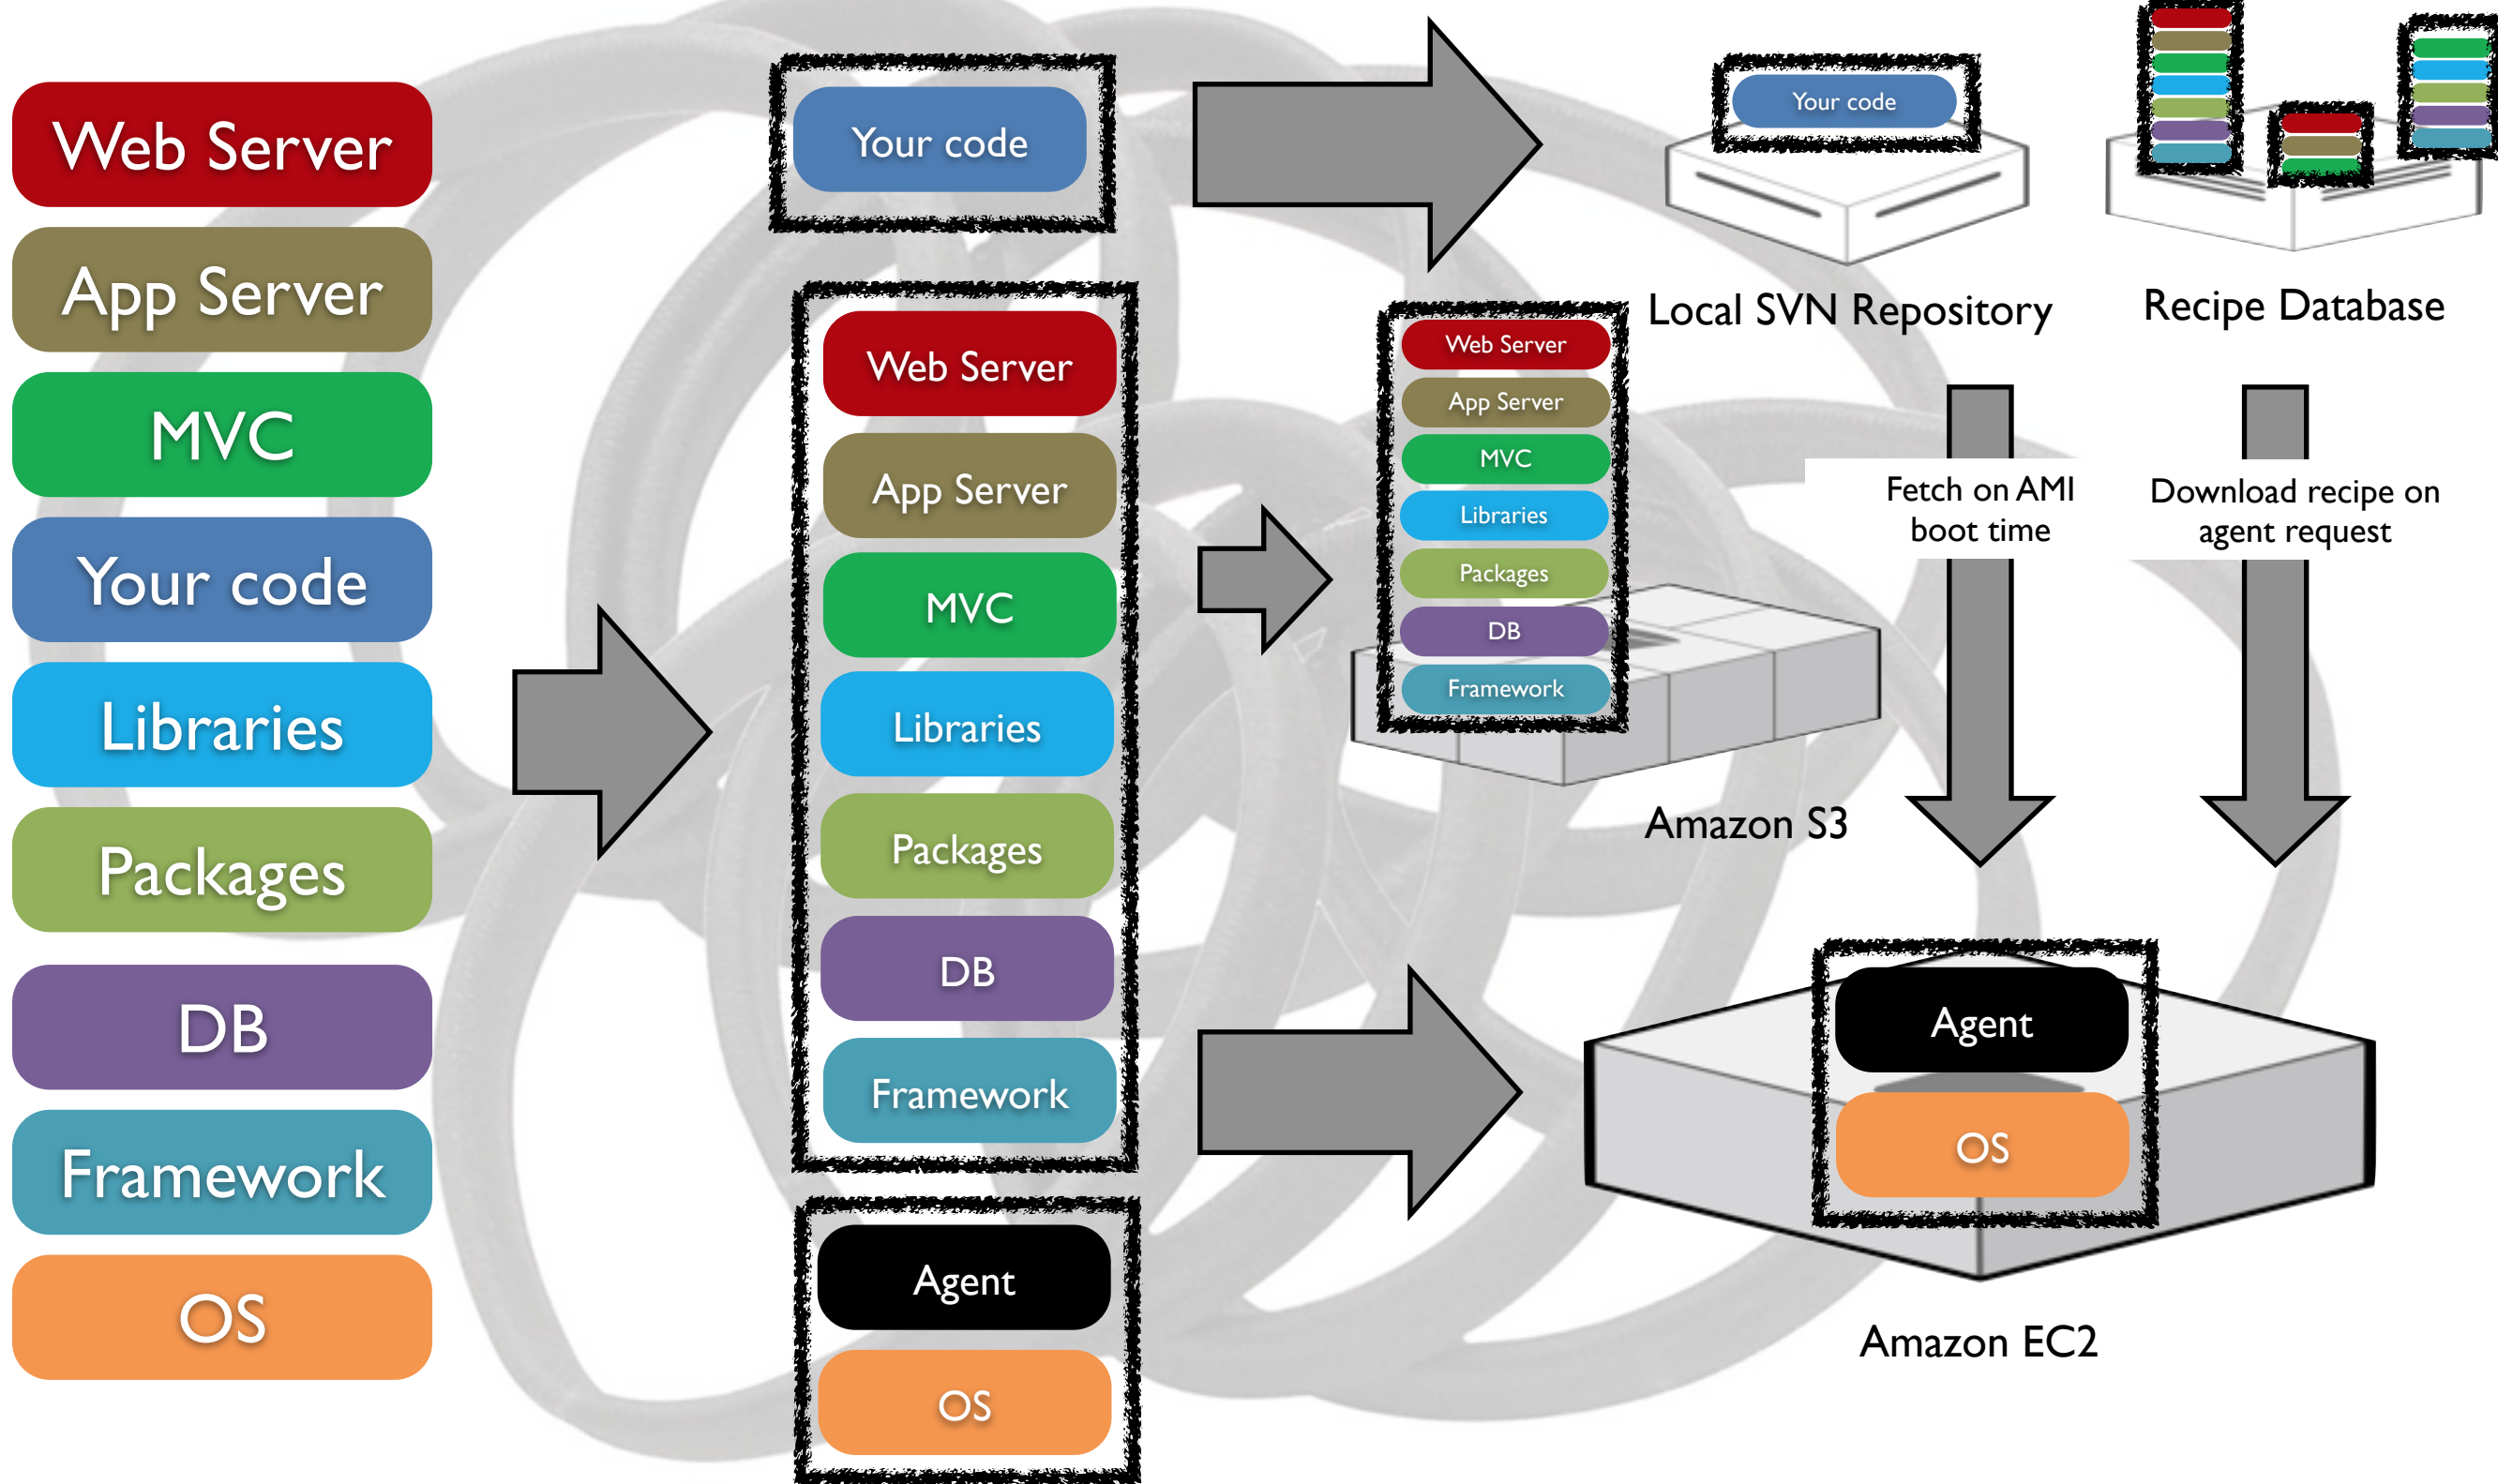 Web Server
App Server
MVC
Your code
Libraries
Packages
DB
Framework
OS
Your code
Web Server
App Server
MVC
Libraries
Packages
DB
Framework
Agent
OS
Your code
Local SVN Repository
Recipe Database
Web Server
App Server
MVC
Libraries
Packages
DB
Framework
Amazon S3
Fetch on AMI
boot time
Download recipe on
agent request
Agent
OS
Amazon EC2